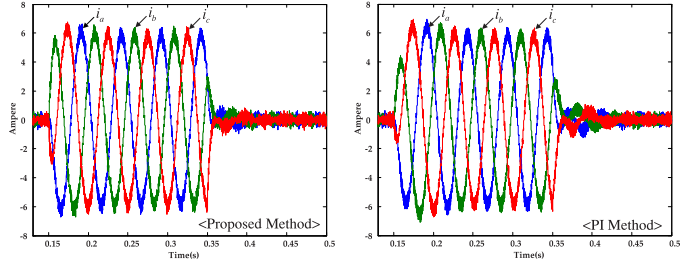 8
6
4
2
0
-2
-4
-6
-8
Ampere
i_a
i_b
i_c
<Proposed Method>
0.15 0.2 0.25 0.3 0.35 0.4 0.45 0.5
Time(s)
8
6
4
2
0
-2
-4
-6
-8
Ampere
i_a
i_b
i_c
<PI Method>
0.15 0.2 0.25 0.3 0.35 0.4 0.45 0.5
Time(s)